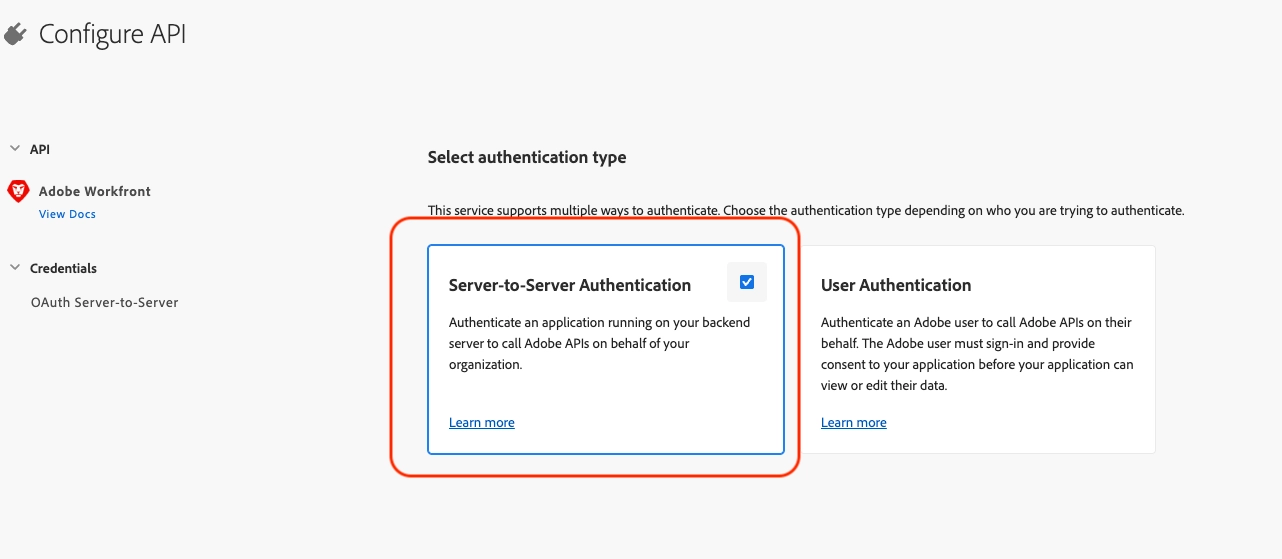 Configure API
API
Adobe Workfront
View Docs
Credentials
OAuth Server-to-Server
Select authentication type
This service supports multiple ways to authenticate. Choose the authentication type depending on who you are trying to authenticate.
Server-to-Server Authentication
Authenticate an application running on your backend
server to call Adobe APIs on behalf of your
organization.
Learn more
User Authentication
Authenticate an Adobe user to call Adobe APIs on their
behalf. The Adobe user must sign-in and provide
consent to your application before your application can
view or edit their data.
Learn more